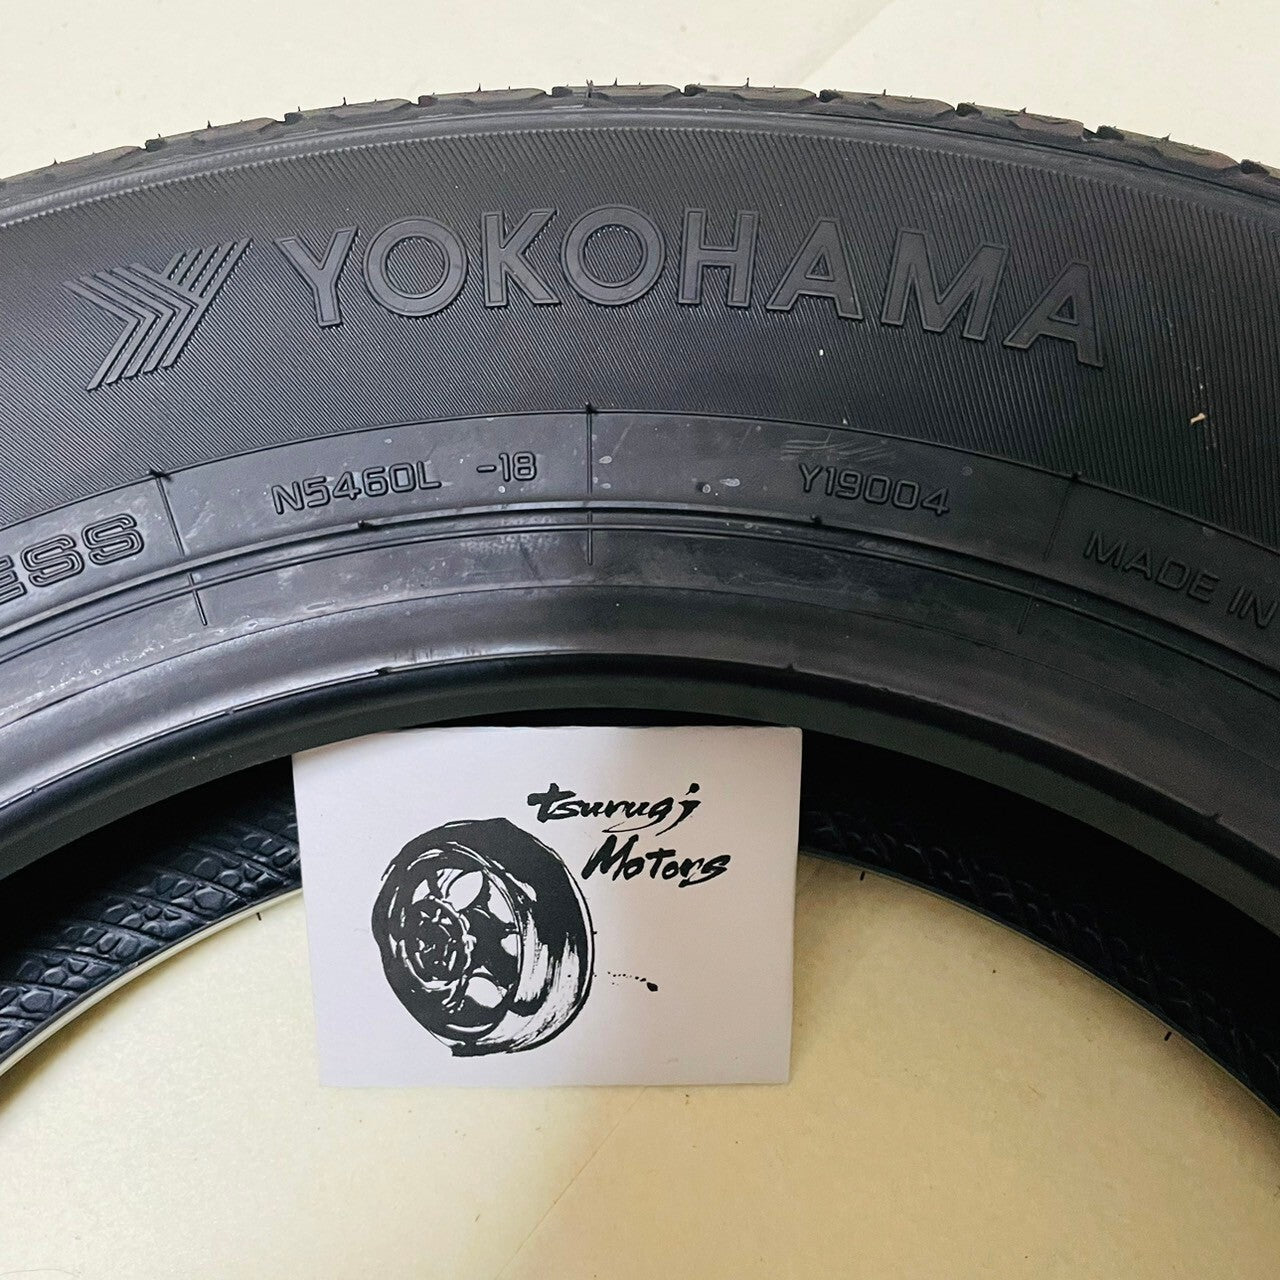 YOKOHAMA
ESS
N5460L -18
Y19004
MADE IN
tsurugi
Motors